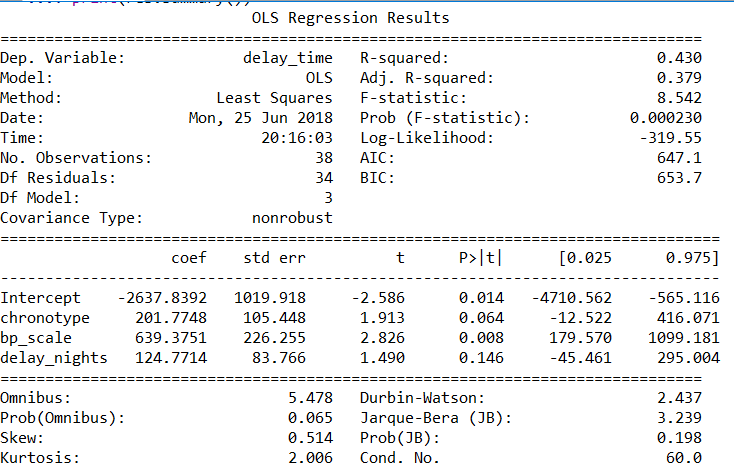 OLS Regression Results
==============================================================================
Dep. Variable:             delay_time   R-squared:                       0.430
Model:                            OLS   Adj. R-squared:                  0.379
Method:                 Least Squares   F-statistic:                     8.542
Date:                Mon, 25 Jun 2018   Prob (F-statistic):           0.000230
Time:                        20:16:03   Log-Likelihood:                -319.55
No. Observations:                  38   AIC:                             647.1
Df Residuals:                      34   BIC:                             653.7
Df Model:                           3
Covariance Type:            nonrobust
================================================================================
                   coef    std err          t      P>|t|      [0.025      0.975]
--------------------------------------------------------------------------------
Intercept    -2637.8392   1019.918     -2.586      0.014   -4710.562    -565.116
chronotype     201.7748    105.448      1.913      0.064     -12.522     416.071
bp_scale       639.3751    226.255      2.826      0.008     179.570    1099.181
delay_nights   124.7714     83.766      1.490      0.146     -45.461     295.004
==============================================================================
Omnibus:                        5.478   Durbin-Watson:                   2.437
Prob(Omnibus):                  0.065   Jarque-Bera (JB):                3.239
Skew:                           0.514   Prob(JB):                        0.198
Kurtosis:                       2.006   Cond. No.                         60.0